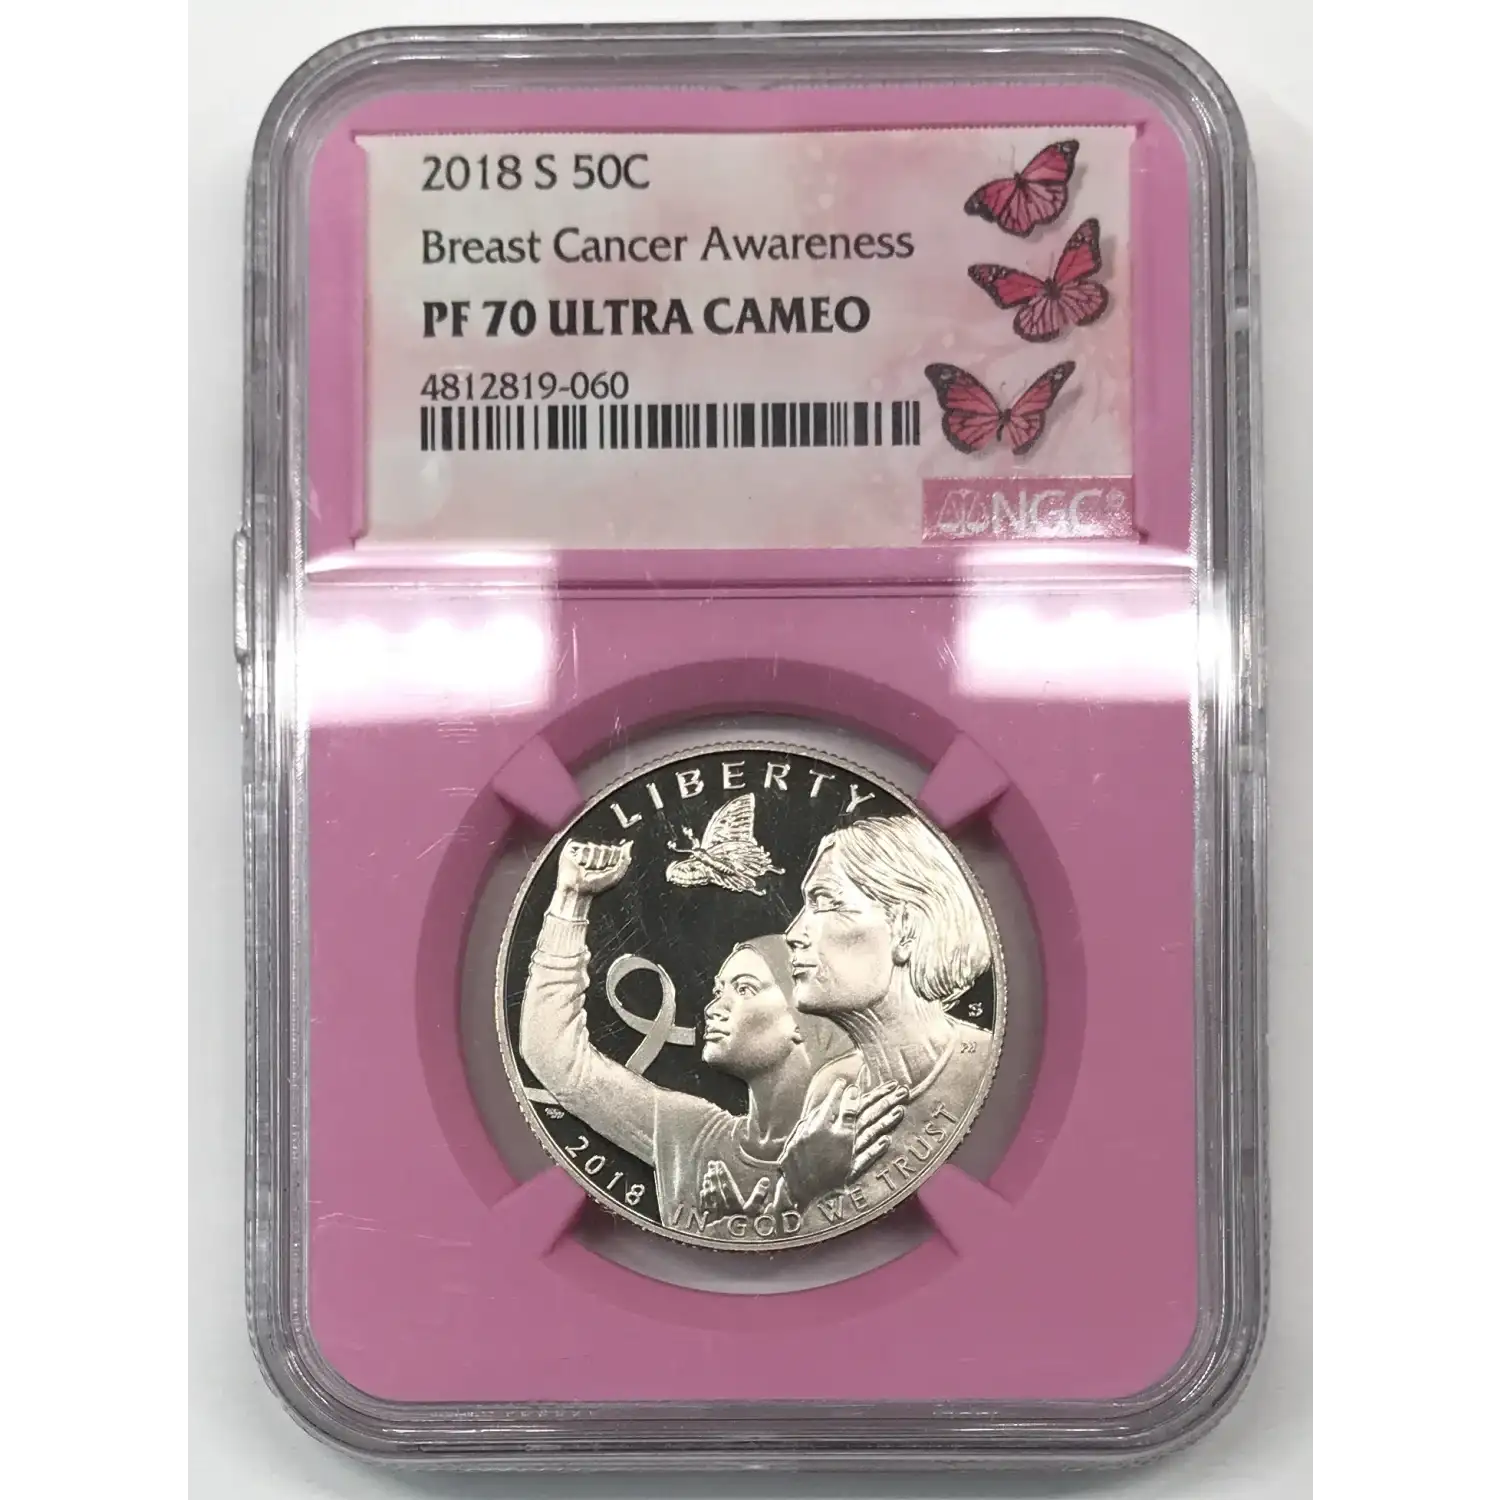 2018 S 50C
Breast Cancer Awareness
PF 70 ULTRA CAMEO
4812819-060
NGC®
LIBERTY
S
2018
IN GOD WE TRUST